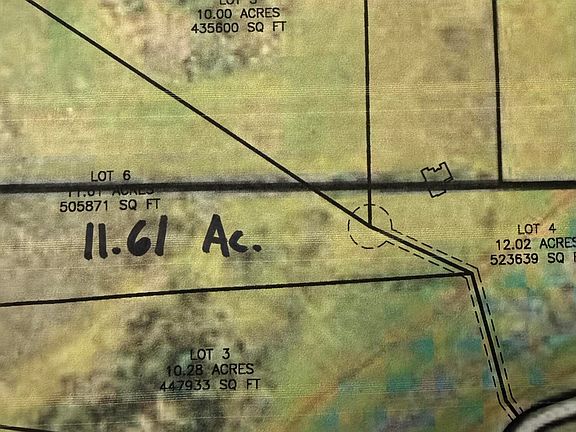 LOT 5
10.00 ACRES
435600 SQ FT
LOT 6
11.61 ACRES
505871 SQ FT
11.61 Ac.
LOT 4
12.02 ACRES
523639 SQ F
LOT 3
10.28 ACRES
447933 SQ FT